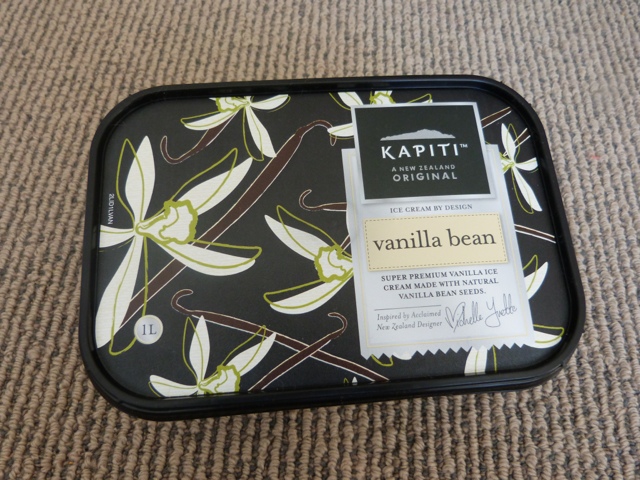 KAPITI™
A NEW ZEALAND
ORIGINAL
ICE CREAM BY DESIGN
vanilla bean
SUPER PREMIUM VANILLA ICE
CREAM MADE WITH NATURAL
VANILLA BEAN SEEDS.
Inspired by Acclaimed
New Zealand Designer
1L